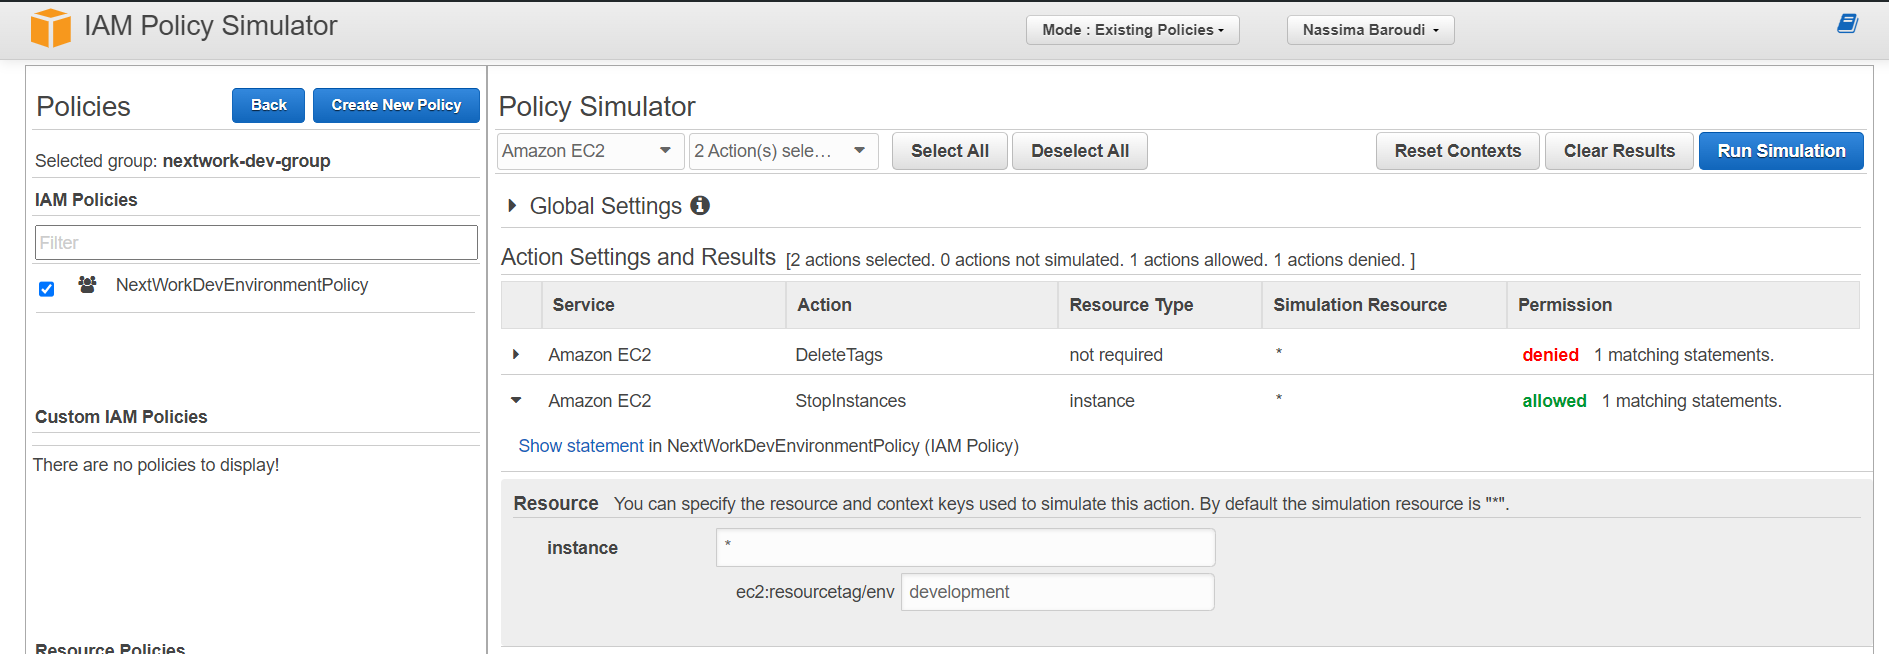 IAM Policy Simulator
Mode : Existing Policies
Nassima Baroudi
Policies
Back
Create New Policy
Selected group: nextwork-dev-group
IAM Policies
Filter
NextWorkDevEnvironmentPolicy
Custom IAM Policies
There are no policies to display!
Resource Policies
Policy Simulator
Amazon EC2
2 Action(s) sele...
Select All
Deselect All
Reset Contexts
Clear Results
Run Simulation
Global Settings
Action Settings and Results [2 actions selected. 0 actions not simulated. 1 actions allowed. 1 actions denied. ]
Service Action Resource Type Simulation Resource Permission
Amazon EC2 DeleteTags not required * denied 1 matching statements.
Amazon EC2 StopInstances instance * allowed 1 matching statements.
Show statement in NextWorkDevEnvironmentPolicy (IAM Policy)
Resource You can specify the resource and context keys used to simulate this action. By default the simulation resource is "*".
instance *
ec2:resourcetag/env development